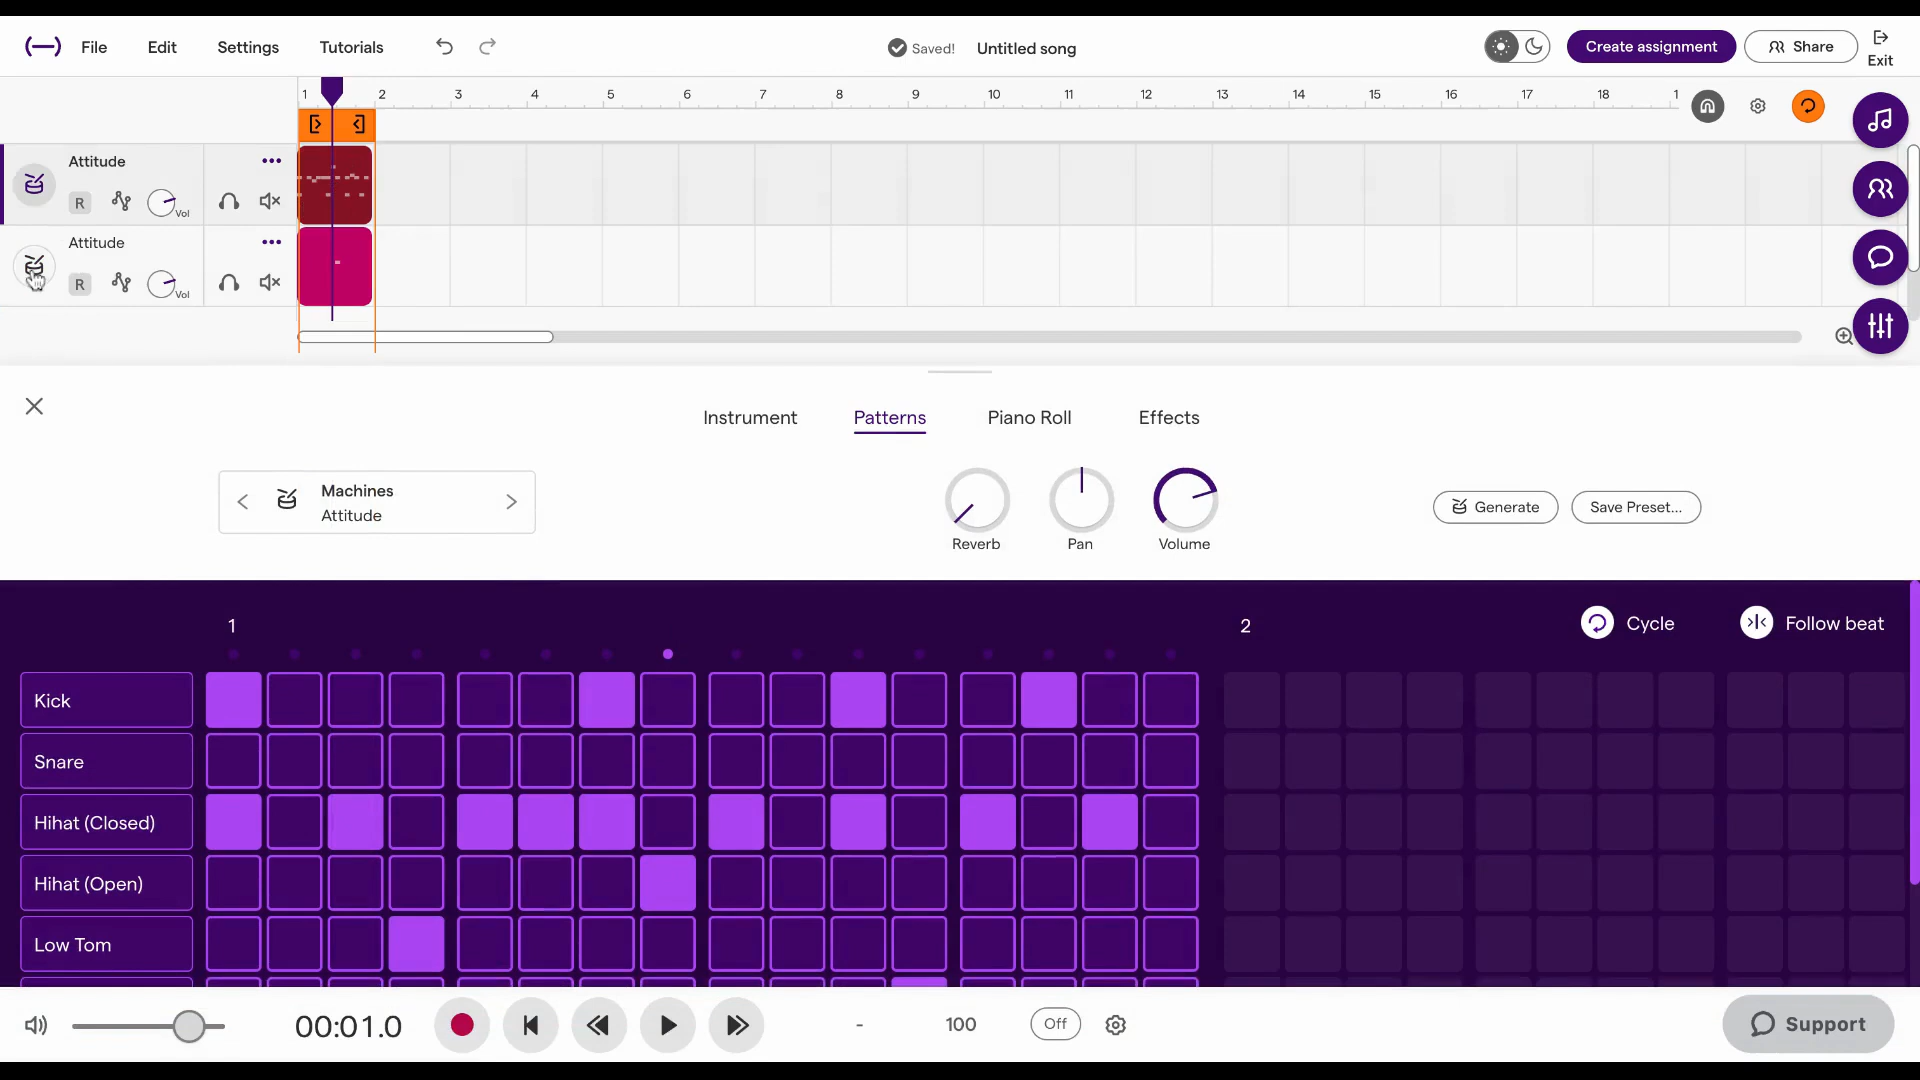 File Edit Settings Tutorials Saved! Untitled song Create assignment Share Exit
1 2 3 4 5 6 7 8 9 10 11 12 13 14 15 16 17 18 1
Attitude
R Vol
Attitude
R Vol
Instrument Patterns Piano Roll Effects
Machines
Attitude
Reverb Pan Volume
Generate Save Preset...
1 2 Cycle Follow beat
Kick
Snare
Hihat (Closed)
Hihat (Open)
Low Tom
00:01.0 - 100 Off Support